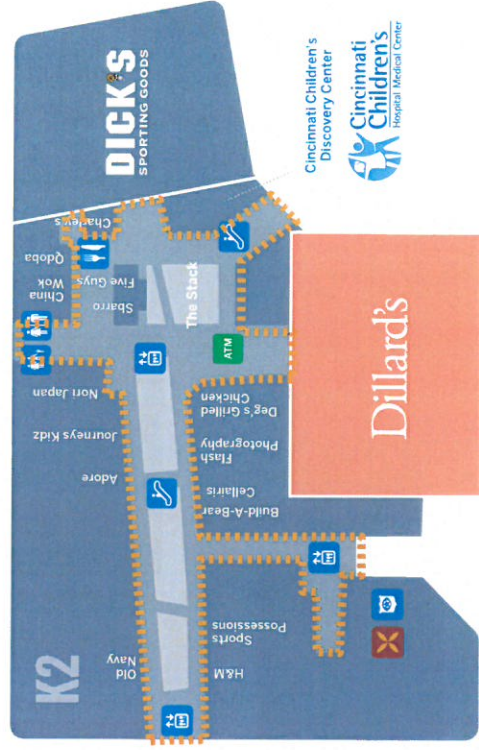 K2
DICK'S
SPORTING GOODS
Cincinnati Children's
Discovery Center
Cincinnati
Children's
Hospital Medical Center
Charley's
Qdoba
China
Wok
Five Guys
Sbarro
The Stack
Nori Japan
Journeys Kidz
Adore
Old
Navy
H&M
Sports
Possessions
Build-A-Bear
Cellairis
Flash
Photography
Deg's Grilled
Chicken
ATM
Dillard's